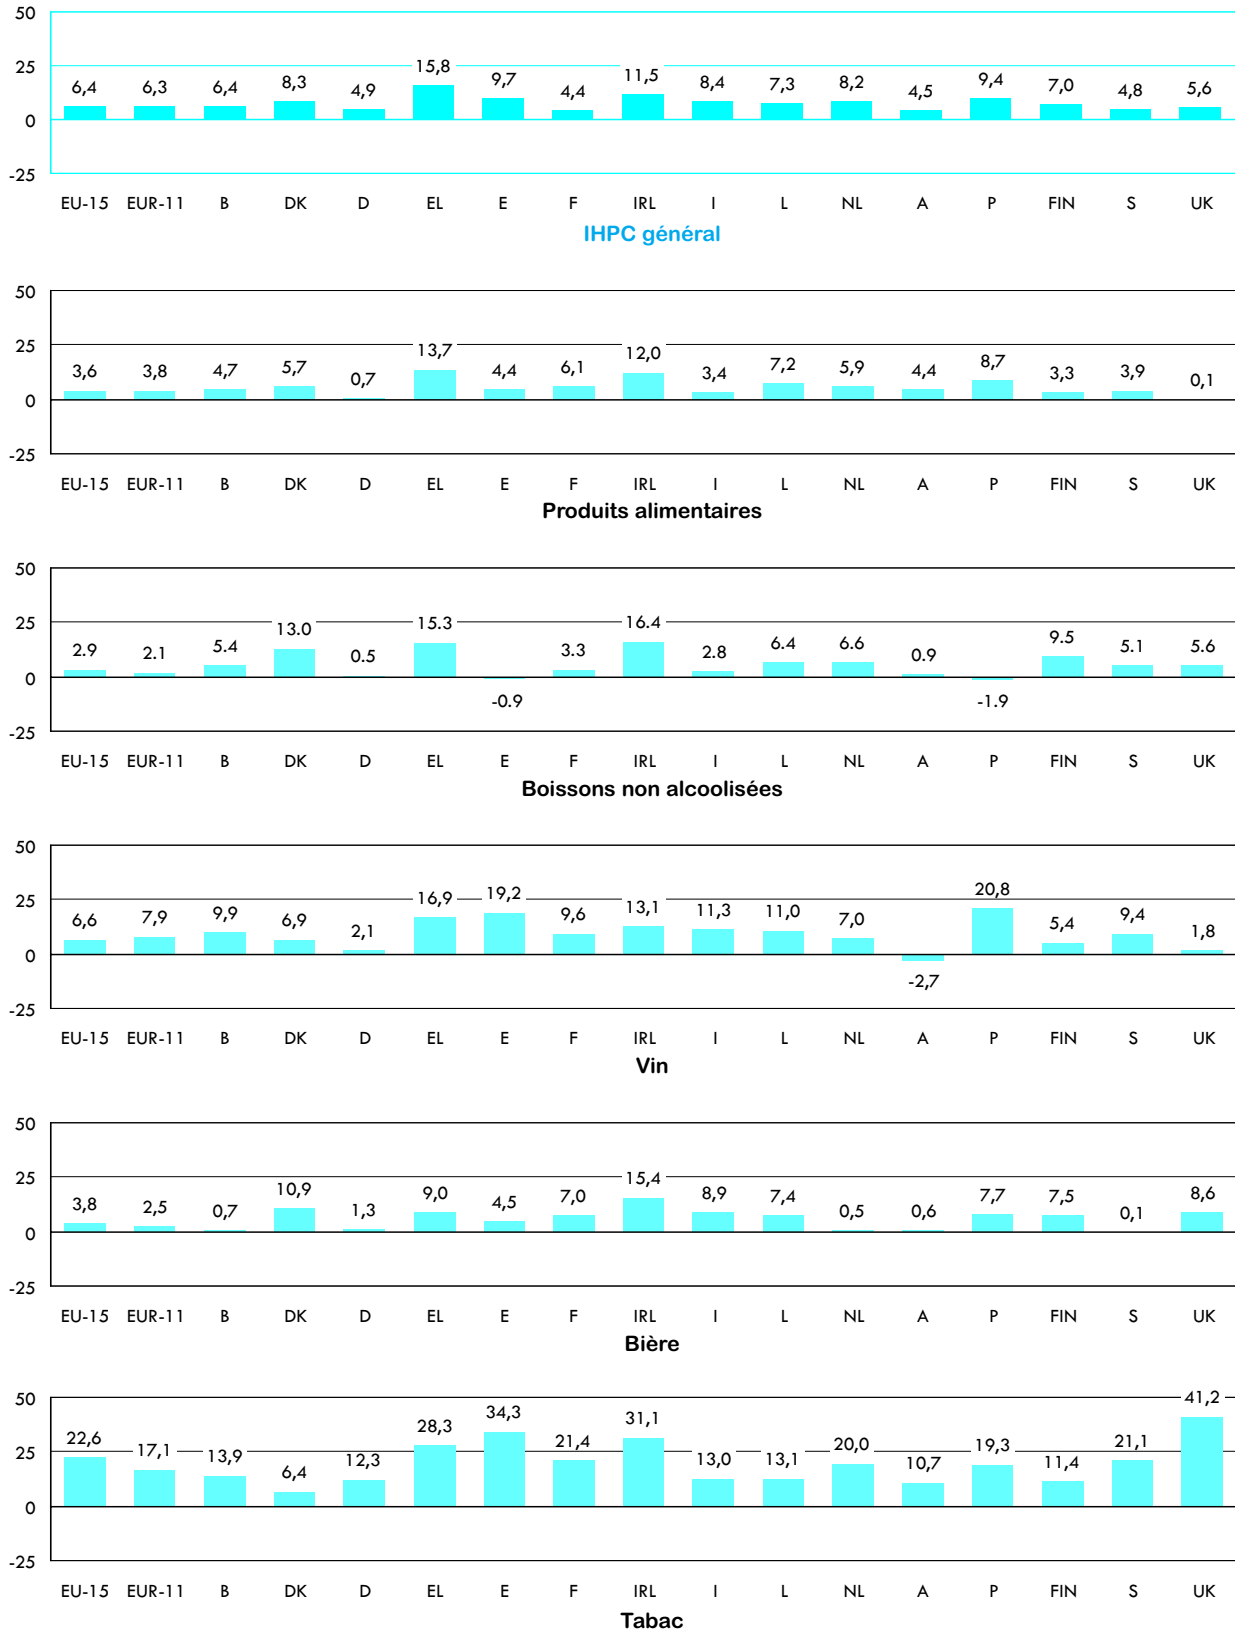 50
25
0
-25
6,4 6,3 6,4 8,3 4,9 15,8 9,7 4,4 11,5 8,4 7,3 8,2 4,5 9,4 7,0 4,8 5,6
EU-15 EUR-11 B DK D EL E F IRL I L NL A P FIN S UK
IHPC général
50
25
0
-25
3,6 3,8 4,7 5,7 0,7 13,7 4,4 6,1 12,0 3,4 7,2 5,9 4,4 8,7 3,3 3,9 0,1
EU-15 EUR-11 B DK D EL E F IRL I L NL A P FIN S UK
Produits alimentaires
50
25
0
-25
2.9 2.1 5.4 13.0 0.5 15.3 -0.9 3.3 16.4 2.8 6.4 6.6 0.9 -1.9 9.5 5.1 5.6
EU-15 EUR-11 B DK D EL E F IRL I L NL A P FIN S UK
Boissons non alcoolisées
50
25
0
-25
6,6 7,9 9,9 6,9 2,1 16,9 19,2 9,6 13,1 11,3 11,0 7,0 -2,7 20,8 5,4 9,4 1,8
EU-15 EUR-11 B DK D EL E F IRL I L NL A P FIN S UK
Vin
50
25
0
-25
3,8 2,5 0,7 10,9 1,3 9,0 4,5 7,0 15,4 8,9 7,4 0,5 0,6 7,7 7,5 0,1 8,6
EU-15 EUR-11 B DK D EL E F IRL I L NL A P FIN S UK
Bière
50
25
0
-25
22,6 17,1 13,9 6,4 12,3 28,3 34,3 21,4 31,1 13,0 13,1 20,0 10,7 19,3 11,4 21,1 41,2
EU-15 EUR-11 B DK D EL E F IRL I L NL A P FIN S UK
Tabac